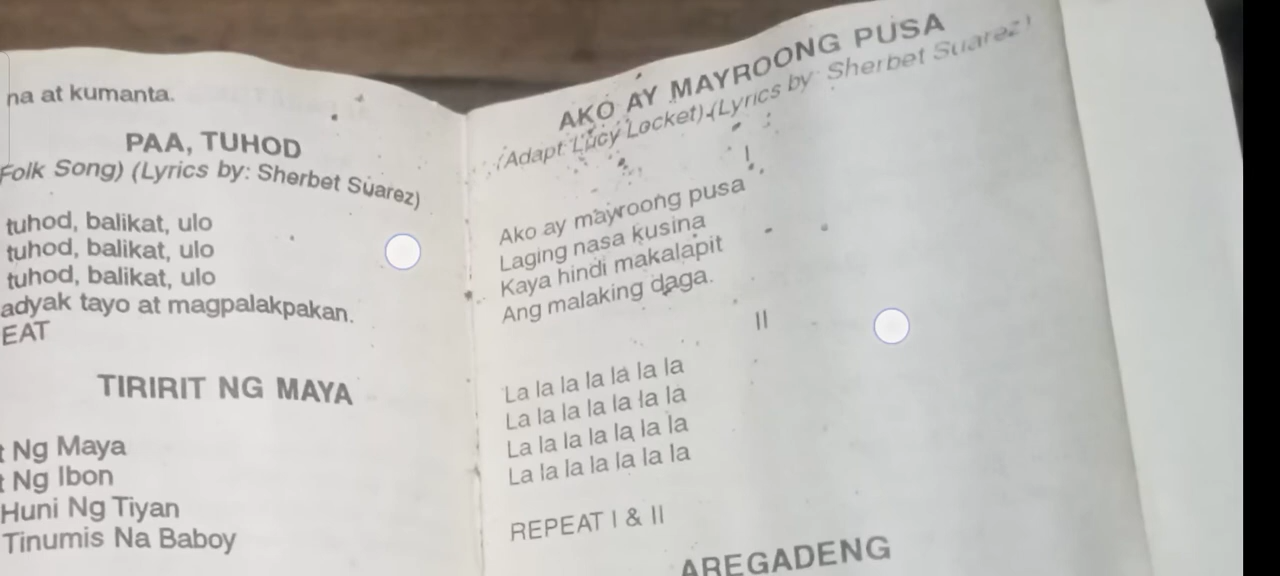 na at kumanta.
PAA, TUHOD
Folk Song) (Lyrics by: Sherbet Suarez)
tuhod, balikat, ulo
tuhod, balikat, ulo
tuhod, balikat, ulo
adyak tayo at magpalakpakan.
EAT
TIRIRIT NG MAYA
t Ng Maya
t Ng Ibon
Huni Ng Tiyan
Tinumis Na Baboy
AKO AY MAYROONG PUSA
(Adapt Lucy Locket) (Lyrics by: Sherbet Suarez)
I
Ako ay mayroong pusa
Laging nasa kusina
Kaya hindi makalapit
Ang malaking daga.
II
La la la la la la la
La la la la la la la
La la la la la la la
La la la la la la la
REPEAT I & II
AREGADENG